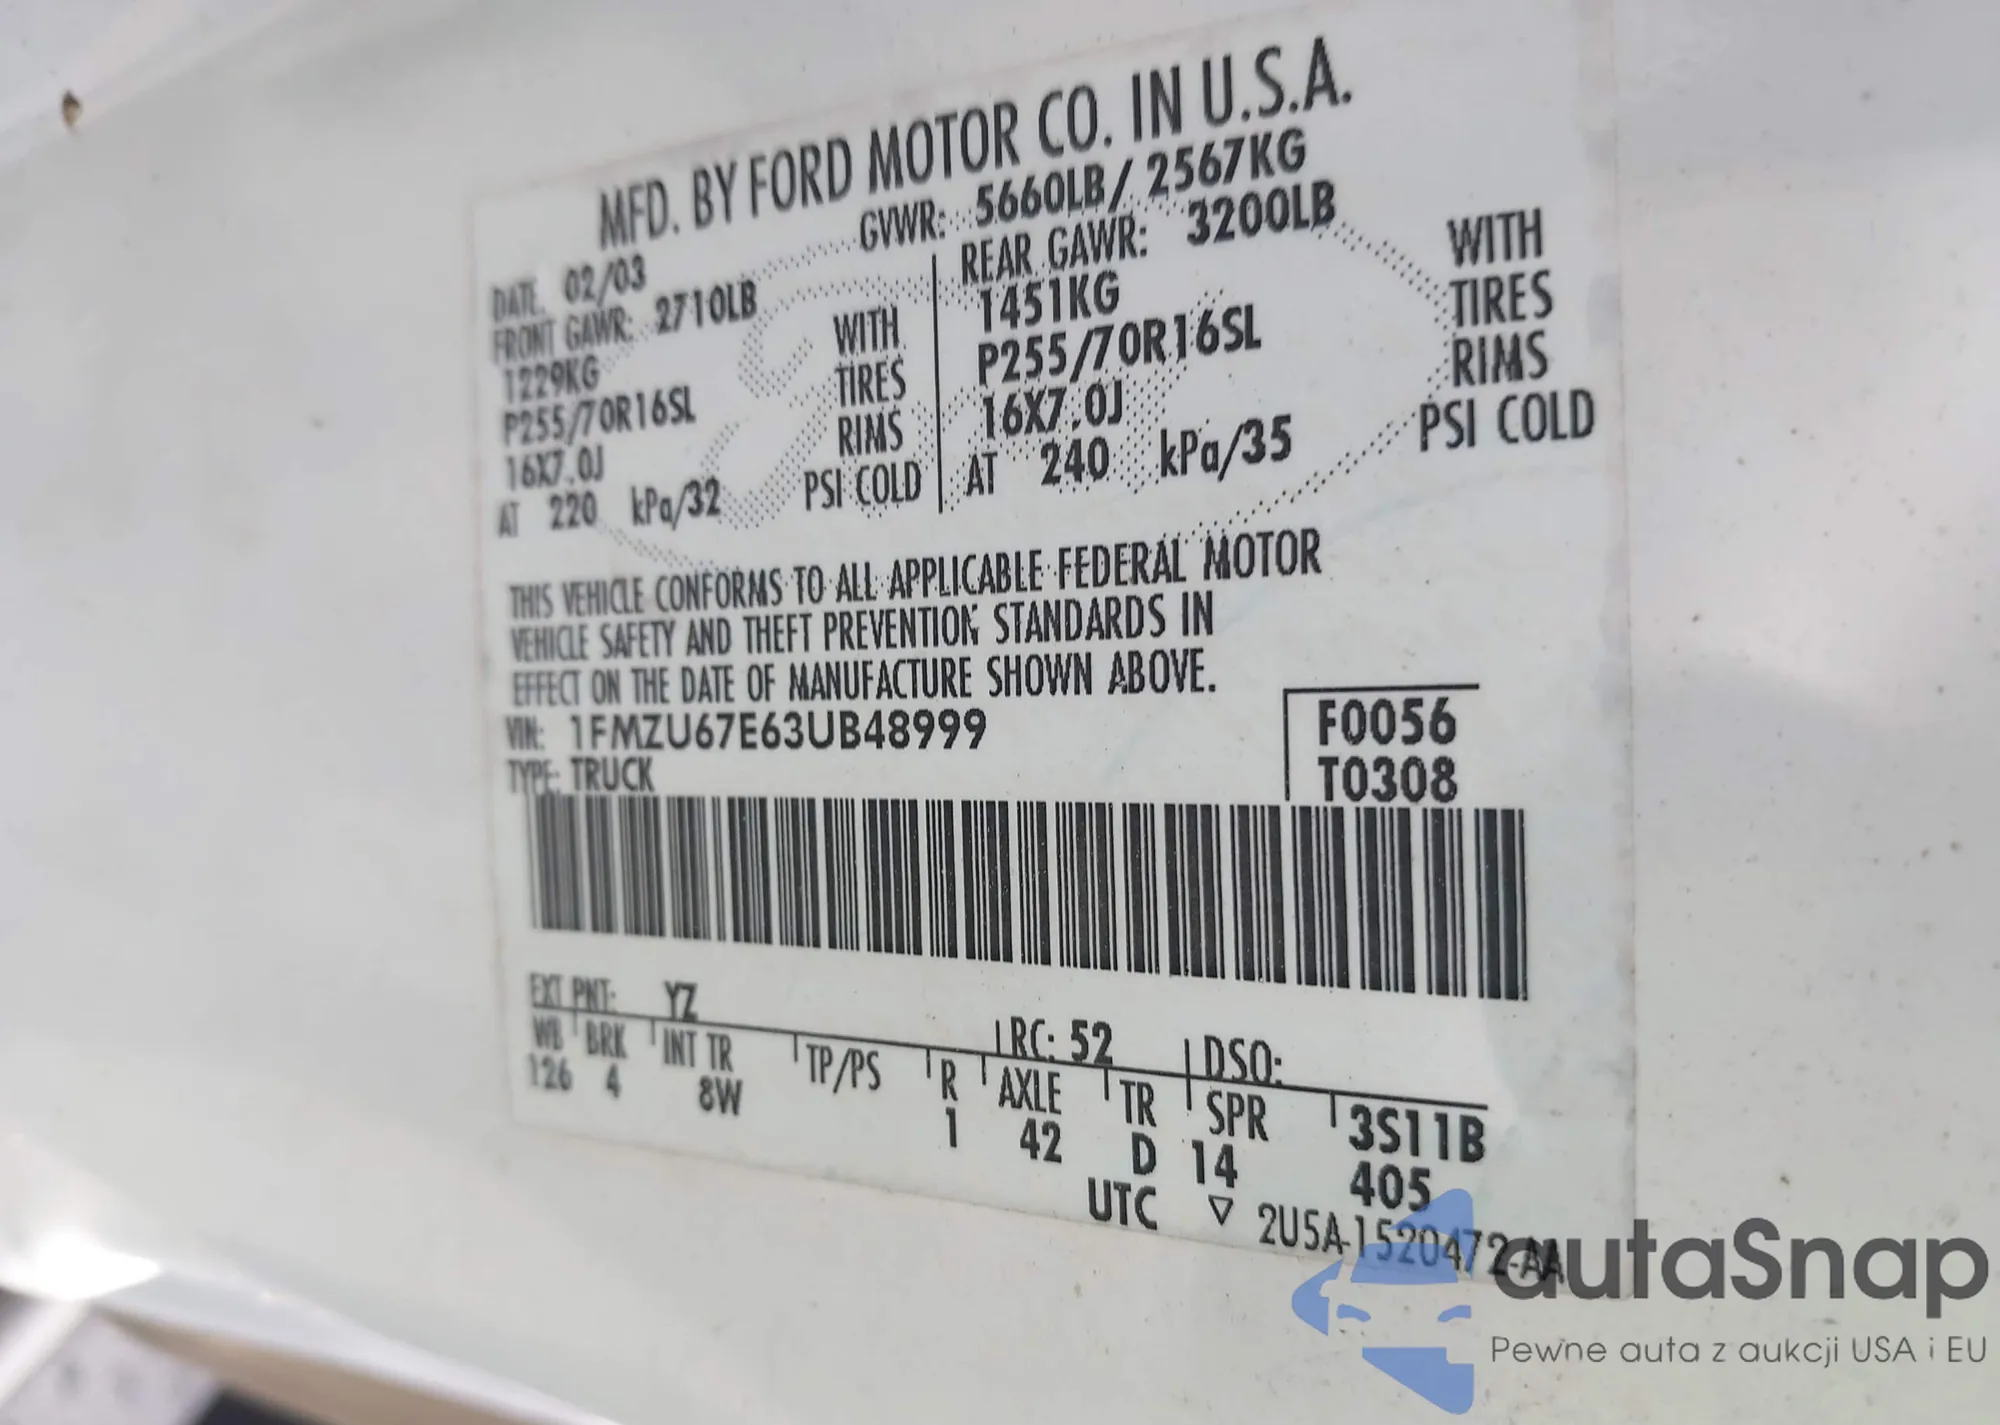 MFD. BY FORD MOTOR CO. IN U.S.A.
DATE. 02/03 GVWR: 5660LB/ 2567KG
FRONT GAWR: 2710LB REAR GAWR: 3200LB
1229KG WITH 1451KG WITH
P255/70R16SL TIRES P255/70R16SL TIRES
16X7.0J RIMS 16X7.0J RIMS
AT 220 kPa/32 PSI COLD AT 240 kPa/35 PSI COLD
THIS VEHICLE CONFORMS TO ALL APPLICABLE FEDERAL MOTOR
VEHICLE SAFETY AND THEFT PREVENTION STANDARDS IN
EFFECT ON THE DATE OF MANUFACTURE SHOWN ABOVE.
VIN: 1FMZU67E63UB48999 F0056
TYPE: TRUCK T0308
EXT PNT: YZ RC: 52 DSO:
WB BRK INT TR TP/PS R AXLE TR SPR 3S11B
126 4 8W 1 42 D 14 405
UTC ▽ 2U5A-1520472-AA
autaSnap
Pewne auta z aukcji USA i EU